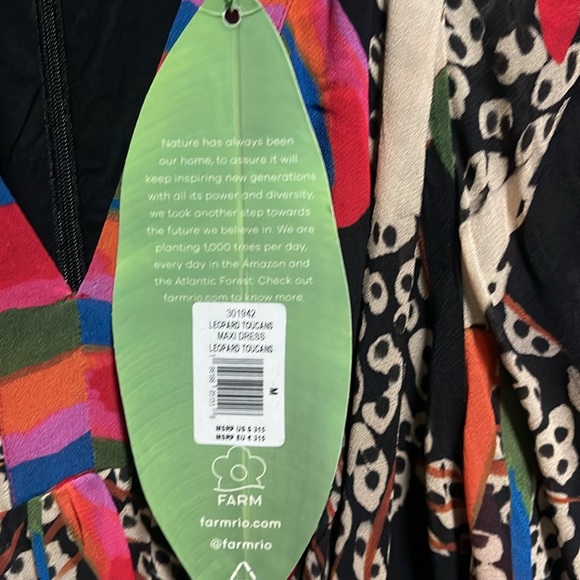 Nature has always been
our home, to assure it will
keep inspiring new generations
with all its power and diversity,
we took another step towards
the future we believe in. We are
planting 1,000 trees per day,
every day in the Amazon and
the Atlantic Forest. Check out
farmrio.com to know more.
301942
LEOPARD TOUCANS
MAXI DRESS
LEOPARD TOUCANS
M
MSRP US $ 315
MSRP EU € 315
FARM
farmrio.com
@farmrio